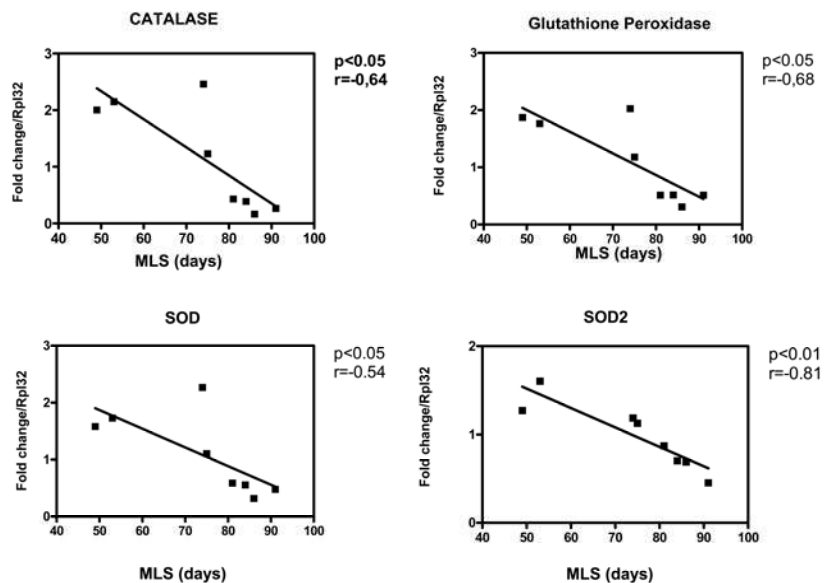 CATALASE
p<0.05
r=-0,64
Fold change/Rpl32
3
2
1
0
40 50 60 70 80 90 100
MLS (days)
Glutathione Peroxidase
p<0.05
r=-0,68
Fold change/Rpl32
3
2
1
0
40 50 60 70 80 90 100
MLS (days)
SOD
p<0.05
r=-0.54
Fold change/Rpl32
3
2
1
0
40 50 60 70 80 90 100
MLS (days)
SOD2
p<0.01
r=-0.81
Fold change/Rpl32
2
1
0
40 50 60 70 80 90 100
MLS (days)